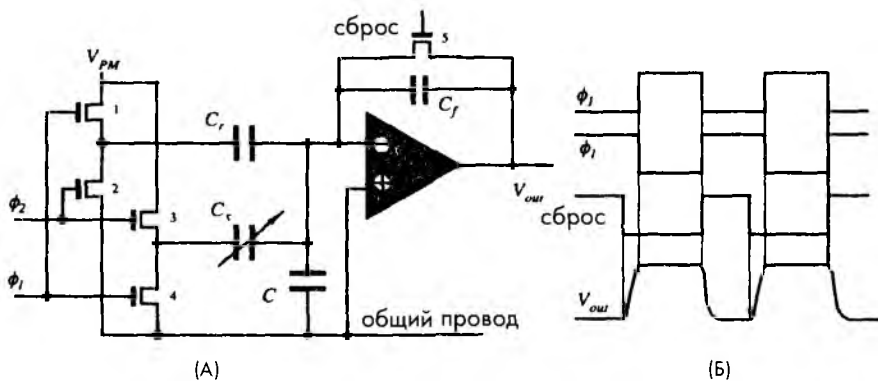 сброс
5
V_PM
1
C_r
C_f
2
V_out
ϕ_2
3
C_x
ϕ_1
4
C
общий провод
(А)
ϕ_1
ϕ_1
сброс
V_out
(Б)